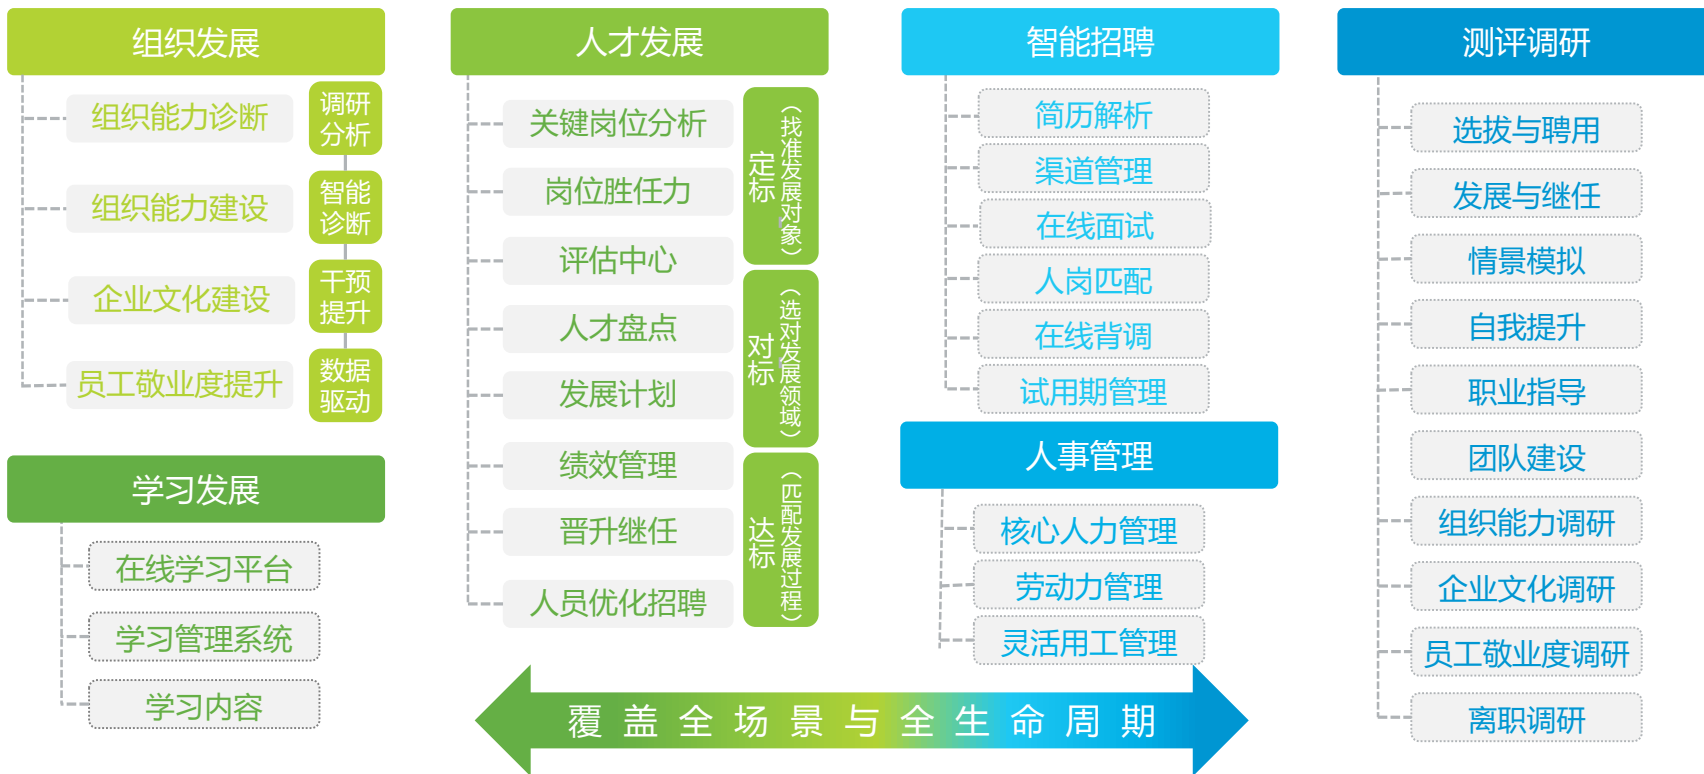 组织发展
组织能力诊断
组织能力建设
企业文化建设
员工敬业度提升
调研
分析
智能
诊断
干预
提升
数据
驱动
学习发展
在线学习平台
学习管理系统
学习内容
人才发展
关键岗位分析
岗位胜任力
评估中心
人才盘点
发展计划
绩效管理
晋升继任
人员优化招聘
定标
（找准发展对象）
对标
（选对发展领域）
达标
（匹配发展过程）
智能招聘
简历解析
渠道管理
在线面试
人岗匹配
在线背调
试用期管理
人事管理
核心人力管理
劳动力管理
灵活用工管理
测评调研
选拔与聘用
发展与继任
情景模拟
自我提升
职业指导
团队建设
组织能力调研
企业文化调研
员工敬业度调研
离职调研
覆盖全场景与全生命周期